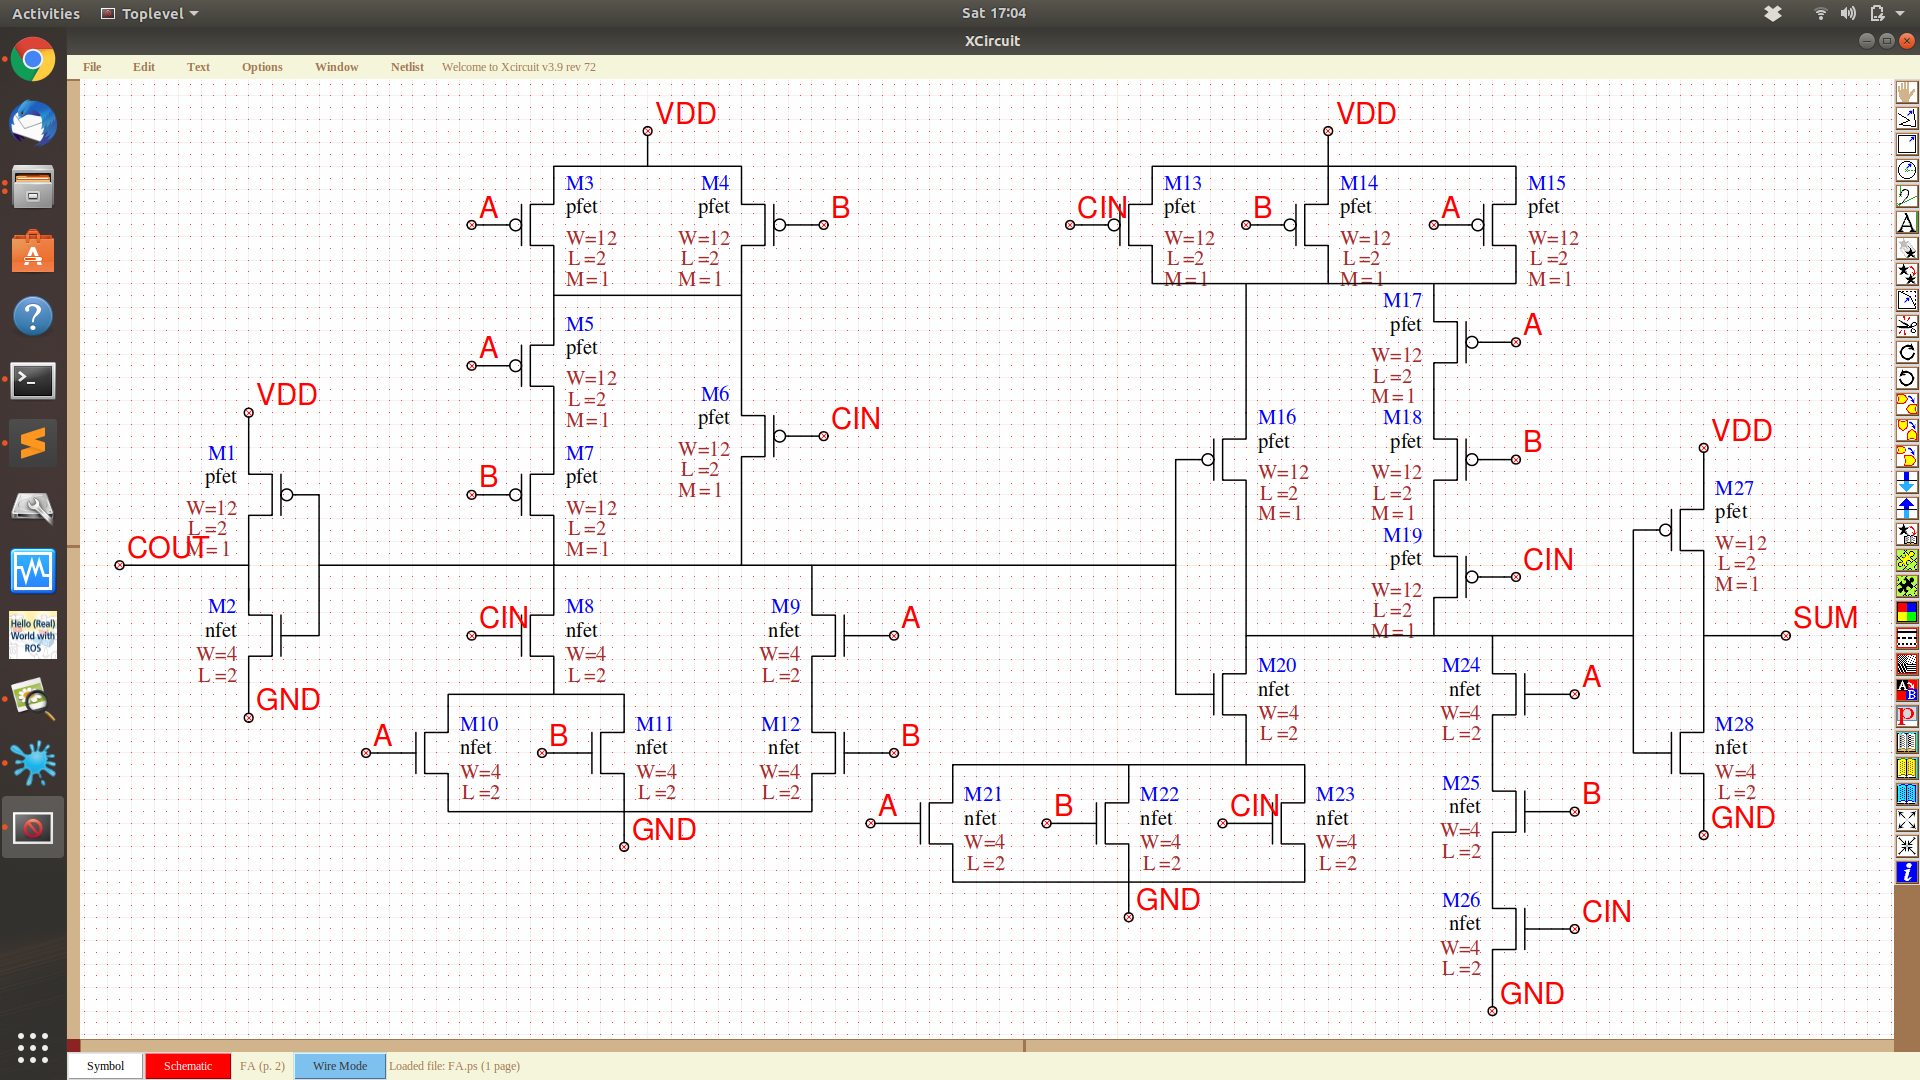 Activities Toplevel Sat 17:04
XCircuit
File Edit Text Options Window Netlist Welcome to Xcircuit v3.9 rev 72
VDD VDD
M3 pfet W=12 L=2 M=1 A
M4 pfet W=12 L=2 M=1 B
M13 pfet W=12 L=2 M=1 CIN
M14 pfet W=12 L=2 M=1 B
M15 pfet W=12 L=2 M=1 A
M5 pfet W=12 L=2 M=1 A
M17 pfet W=12 L=2 M=1 A
M6 pfet W=12 L=2 M=1 CIN
VDD
M1 pfet W=12 L=2 M=1
M7 pfet W=12 L=2 M=1 B
M16 pfet W=12 L=2 M=1
M18 pfet W=12 L=2 M=1 B
VDD
M27 pfet W=12 L=2 M=1
COUT
M19 pfet W=12 L=2 M=1 CIN
M2 nfet W=4 L=2
GND
M8 nfet W=4 L=2 CIN
M9 nfet W=4 L=2 A
SUM
M20 nfet W=4 L=2
M24 nfet W=4 L=2 A
M10 nfet W=4 L=2 A
M11 nfet W=4 L=2 B
M12 nfet W=4 L=2 B
GND
M28 nfet W=4 L=2
GND
M21 nfet W=4 L=2 A
M22 nfet W=4 L=2 B
M23 nfet W=4 L=2 CIN
GND
M25 nfet W=4 L=2 B
M26 nfet W=4 L=2 CIN
GND
Hello (Real)
World with
ROS
Symbol Schematic FA (p. 2) Wire Mode Loaded file: FA.ps (1 page)